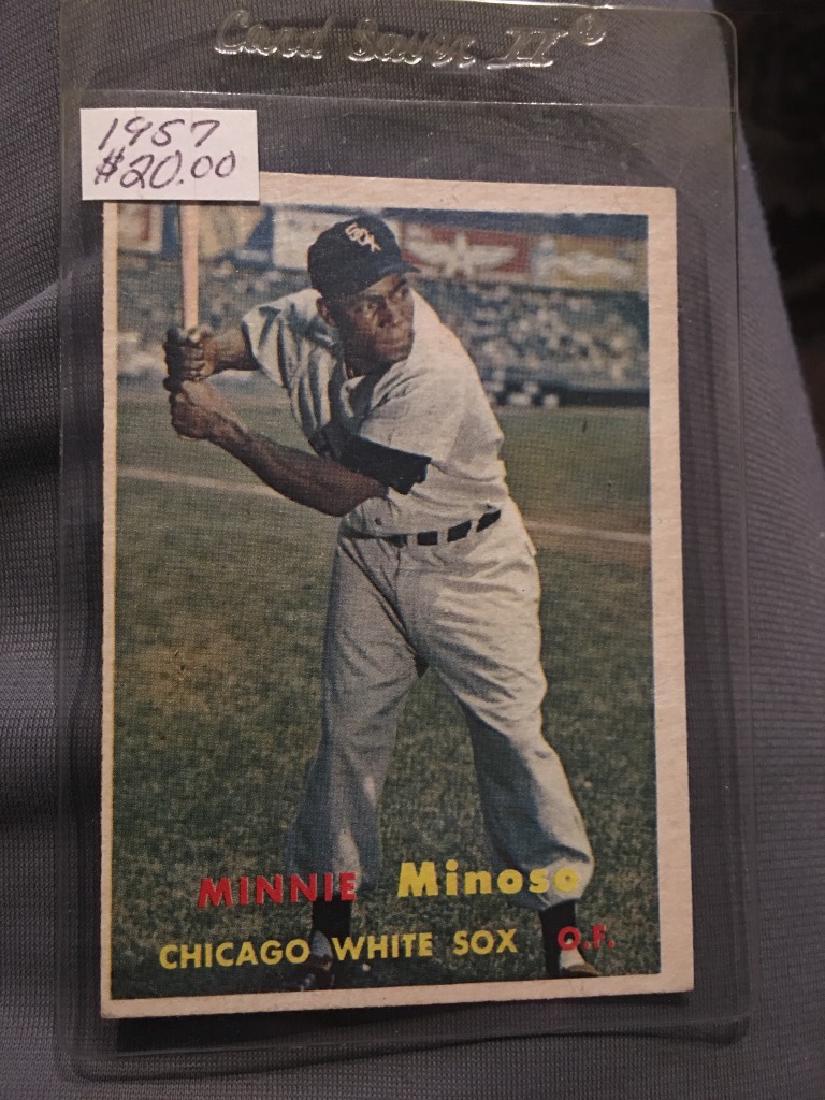 Card Saver II®
1957
$20.00
SOX
MINNIE Minoso
CHICAGO WHITE SOX O.F.